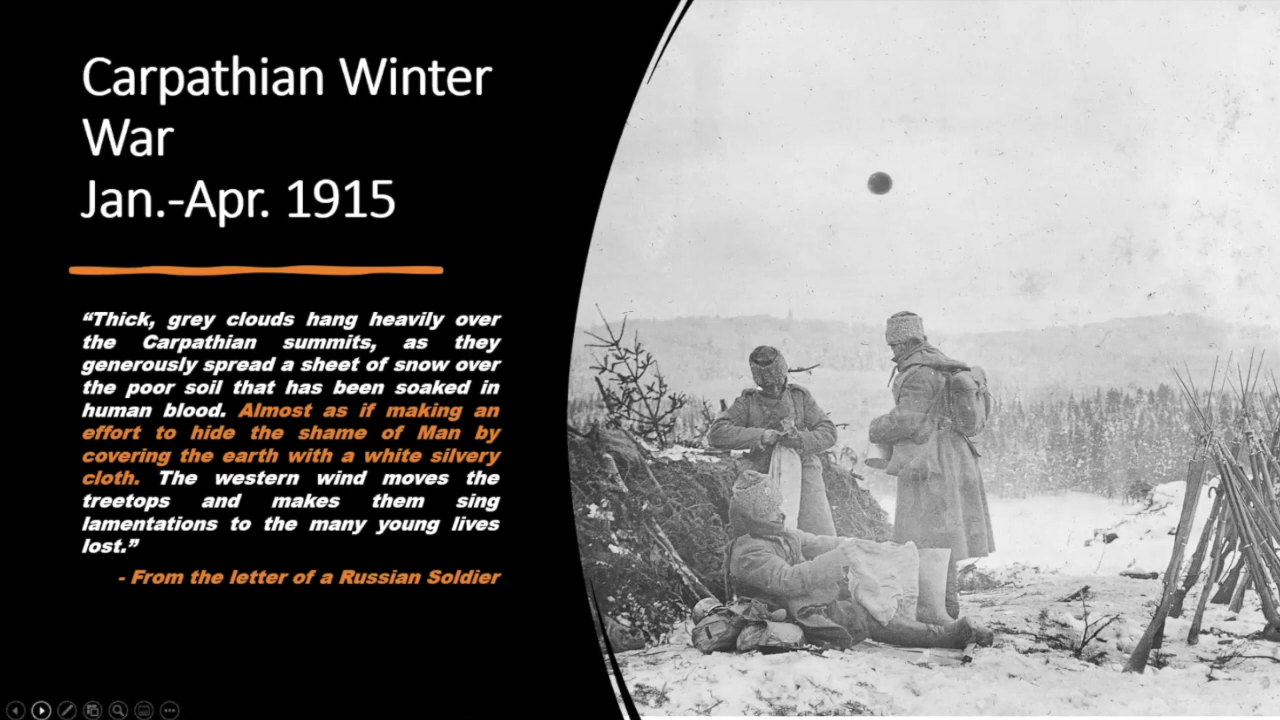 Carpathian Winter
War
Jan.-Apr. 1915
“Thick, grey clouds hang heavily over
the Carpathian summits, as they
generously spread a sheet of snow over
the poor soil that has been soaked in
human blood. Almost as if making an
effort to hide the shame of Man by
covering the earth with a white silvery
cloth. The western wind moves the
treetops and makes them sing
lamentations to the many young lives
lost.”
- From the letter of a Russian Soldier